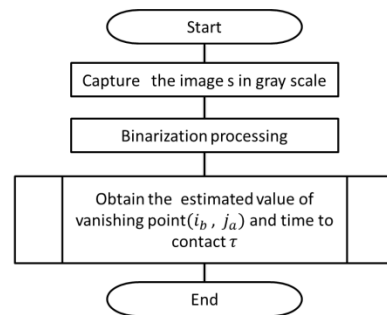 Start
Capture the image s in gray scale
Binarization processing
Obtain the estimated value of
vanishing point(i_b , j_a) and time to
contact τ
End